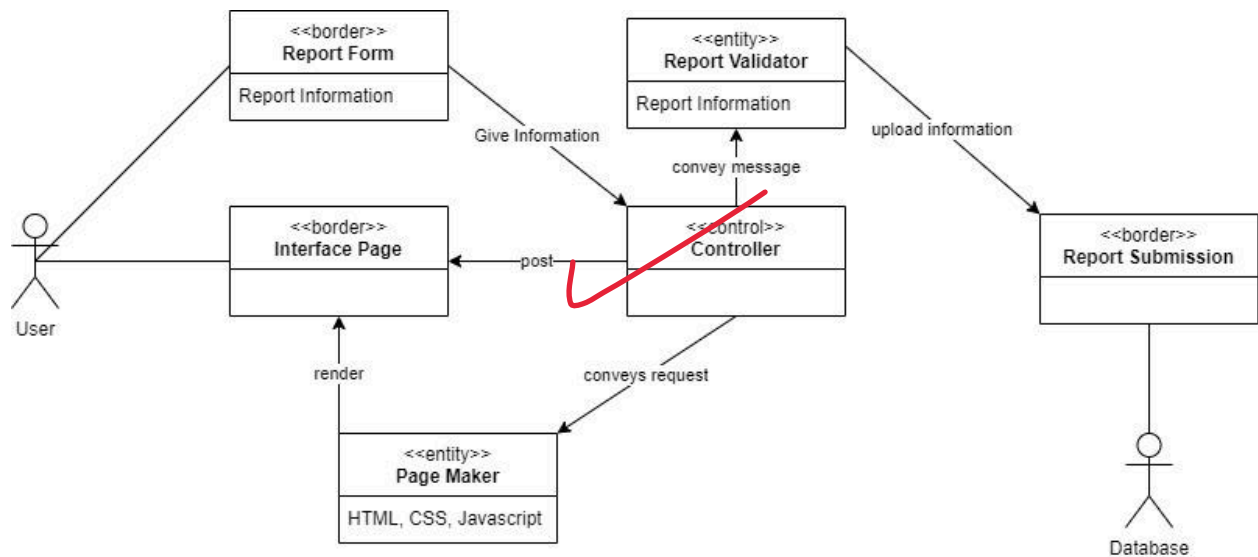 <<border>>
Report Form
Report Information
<<entity>>
Report Validator
Report Information
Give Information
upload information
convey message
<<border>>
Interface Page
post
<<control>>
Controller
<<border>>
Report Submission
User
render
conveys request
<<entity>>
Page Maker
HTML, CSS, Javascript
Database